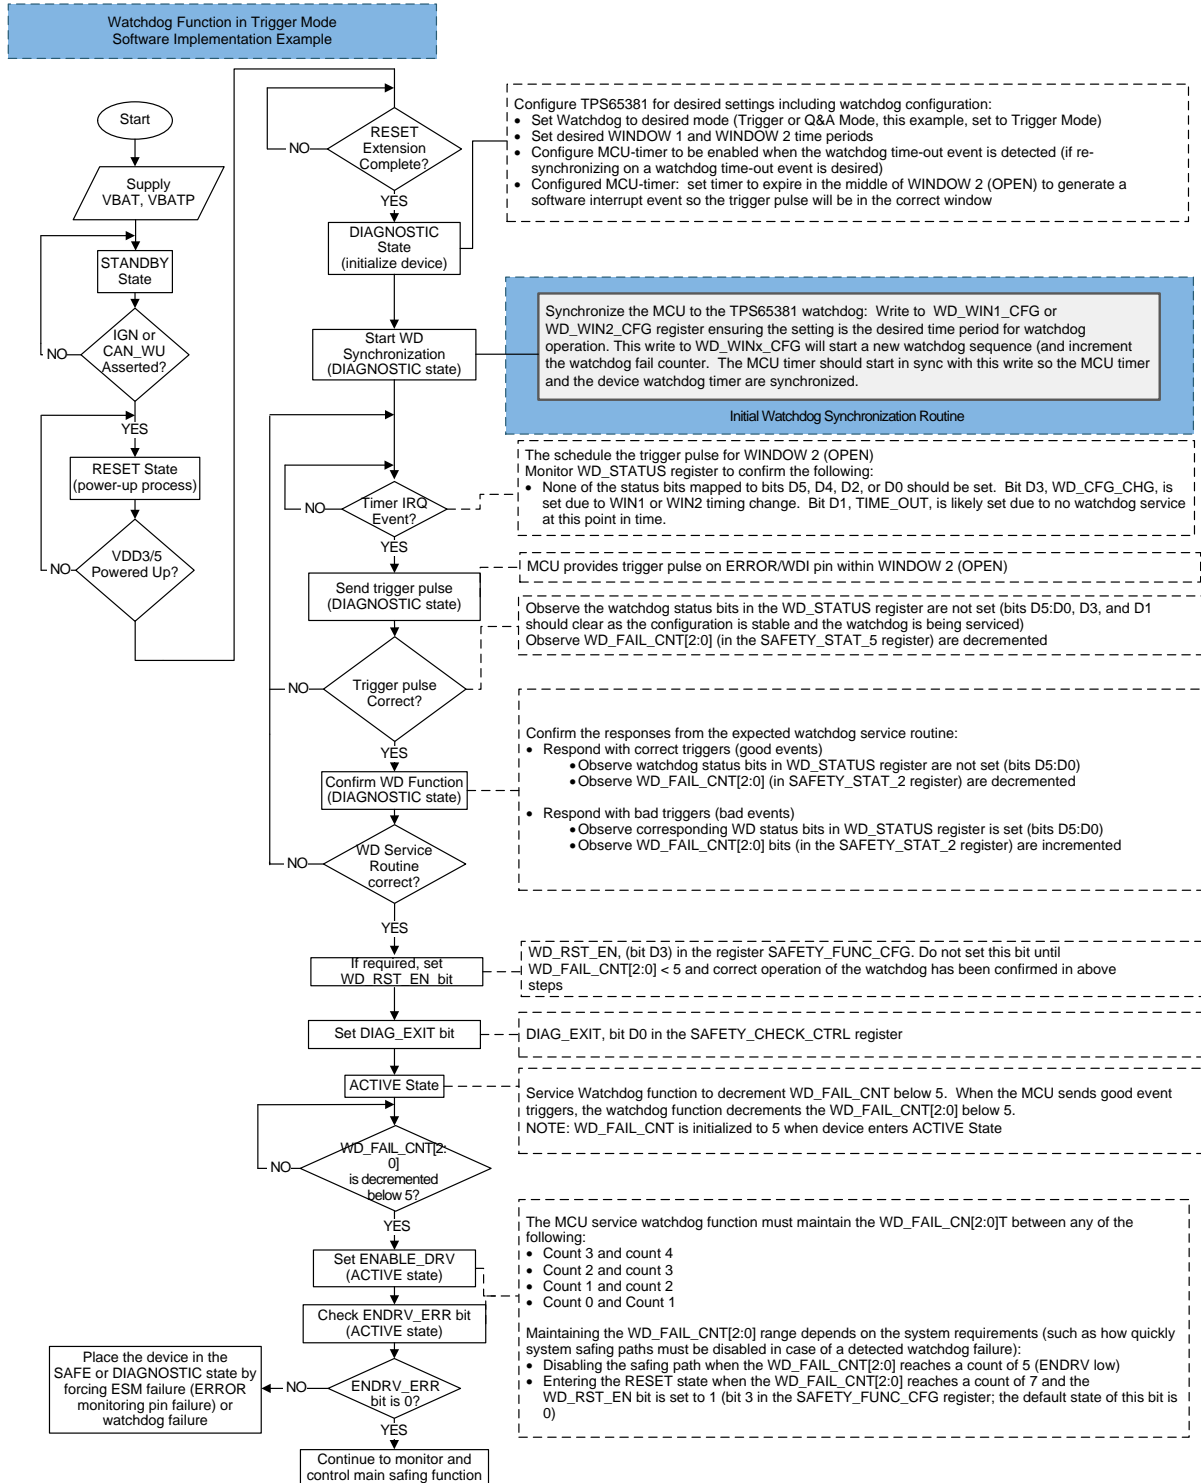 Watchdog Function in Trigger Mode
Software Implementation Example
Start
Supply
VBAT, VBATP
STANDBY
State
IGN or
CAN_WU
Asserted?
NO
YES
RESET State
(power-up process)
VDD3/5
Powered Up?
NO
RESET
Extension
Complete?
NO
YES
DIAGNOSTIC
State
(initialize device)
Configure TPS65381 for desired settings including watchdog configuration:
• Set Watchdog to desired mode (Trigger or Q&A Mode, this example, set to Trigger Mode)
• Set desired WINDOW 1 and WINDOW 2 time periods
• Configure MCU-timer to be enabled when the watchdog time-out event is detected (if re-
synchronizing on a watchdog time-out event is desired)
• Configured MCU-timer: set timer to expire in the middle of WINDOW 2 (OPEN) to generate a
software interrupt event so the trigger pulse will be in the correct window
Start WD
Synchronization
(DIAGNOSTIC state)
Synchronize the MCU to the TPS65381 watchdog: Write to WD_WIN1_CFG or
WD_WIN2_CFG register ensuring the setting is the desired time period for watchdog
operation. This write to WD_WINx_CFG will start a new watchdog sequence (and increment
the watchdog fail counter. The MCU timer should start in sync with this write so the MCU timer
and the device watchdog timer are synchronized.
Initial Watchdog Synchronization Routine
Timer IRQ
Event?
NO
YES
The schedule the trigger pulse for WINDOW 2 (OPEN)
Monitor WD_STATUS register to confirm the following:
• None of the status bits mapped to bits D5, D4, D2, or D0 should be set. Bit D3, WD_CFG_CHG, is
set due to WIN1 or WIN2 timing change. Bit D1, TIME_OUT, is likely set due to no watchdog service
at this point in time.
Send trigger pulse
(DIAGNOSTIC state)
MCU provides trigger pulse on ERROR/WDI pin within WINDOW 2 (OPEN)
Trigger pulse
Correct?
NO
YES
Observe the watchdog status bits in the WD_STATUS register are not set (bits D5:D0, D3, and D1
should clear as the configuration is stable and the watchdog is being serviced)
Observe WD_FAIL_CNT[2:0] (in the SAFETY_STAT_5 register) are decremented
Confirm WD Function
(DIAGNOSTIC state)
Confirm the responses from the expected watchdog service routine:
• Respond with correct triggers (good events)
• Observe watchdog status bits in WD_STATUS register are not set (bits D5:D0)
• Observe WD_FAIL_CNT[2:0] (in SAFETY_STAT_2 register) are decremented
• Respond with bad triggers (bad events)
• Observe corresponding WD status bits in WD_STATUS register is set (bits D5:D0)
• Observe WD_FAIL_CNT[2:0] bits (in the SAFETY_STAT_2 register) are incremented
WD Service
Routine
correct?
NO
YES
If required, set
WD_RST_EN bit
WD_RST_EN, (bit D3) in the register SAFETY_FUNC_CFG. Do not set this bit until
WD_FAIL_CNT[2:0] < 5 and correct operation of the watchdog has been confirmed in above
steps
Set DIAG_EXIT bit
DIAG_EXIT, bit D0 in the SAFETY_CHECK_CTRL register
ACTIVE State
Service Watchdog function to decrement WD_FAIL_CNT below 5. When the MCU sends good event
triggers, the watchdog function decrements the WD_FAIL_CNT[2:0] below 5.
NOTE: WD_FAIL_CNT is initialized to 5 when device enters ACTIVE State
WD_FAIL_CNT[2:
0]
is decremented
below 5?
NO
YES
Set ENABLE_DRV
(ACTIVE state)
Check ENDRV_ERR bit
(ACTIVE state)
The MCU service watchdog function must maintain the WD_FAIL_CN[2:0]T between any of the
following:
• Count 3 and count 4
• Count 2 and count 3
• Count 1 and count 2
• Count 0 and Count 1
Maintaining the WD_FAIL_CNT[2:0] range depends on the system requirements (such as how quickly
system safing paths must be disabled in case of a detected watchdog failure):
• Disabling the safing path when the WD_FAIL_CNT[2:0] reaches a count of 5 (ENDRV low)
• Entering the RESET state when the WD_FAIL_CNT[2:0] reaches a count of 7 and the
WD_RST_EN bit is set to 1 (bit 3 in the SAFETY_FUNC_CFG register; the default state of this bit is
0)
ENDRV_ERR
bit is 0?
NO
YES
Place the device in the
SAFE or DIAGNOSTIC state by
forcing ESM failure (ERROR
monitoring pin failure) or
watchdog failure
Continue to monitor and
control main safing function